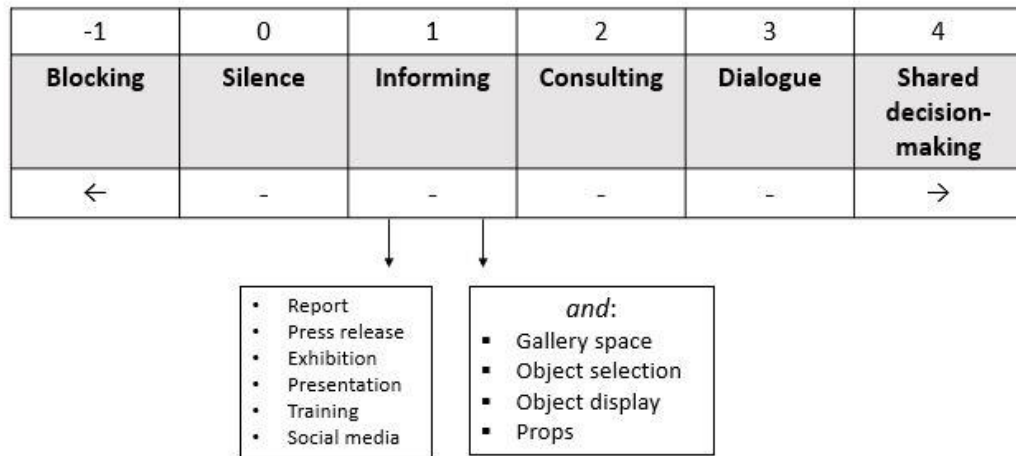 -1 0 1 2 3 4
Blocking Silence Informing Consulting Dialogue Shared
decision-
making
← - - - - →
• Report
• Press release
• Exhibition
• Presentation
• Training
• Social media
and:
▪ Gallery space
▪ Object selection
▪ Object display
▪ Props